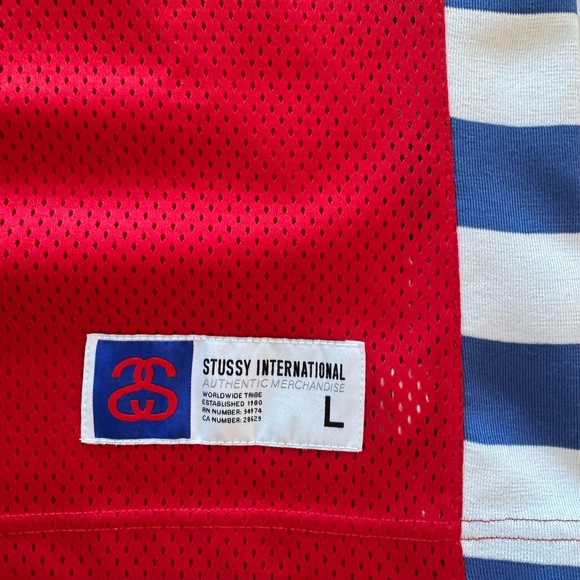 STUSSY INTERNATIONAL
AUTHENTIC MERCHANDISE
WORLDWIDE TRIBE
ESTABLISHED 1980
RN NUMBER: 94974
CA NUMBER: 28629
L